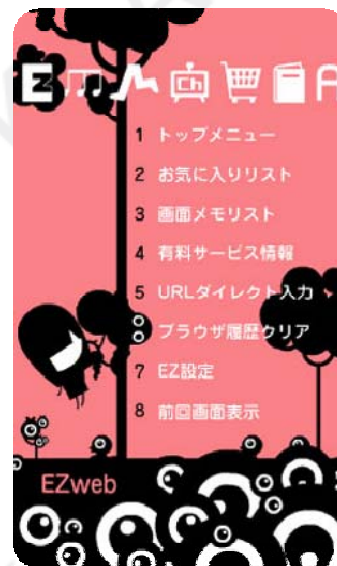 E Ch A
1 トップメニュー
2 お気に入りリスト
3 画面メモリスト
4 有料サービス情報
5 URLダイレクト入力
ブラウザ履歴クリア
7 EZ設定
8 前回画面表示
EZweb